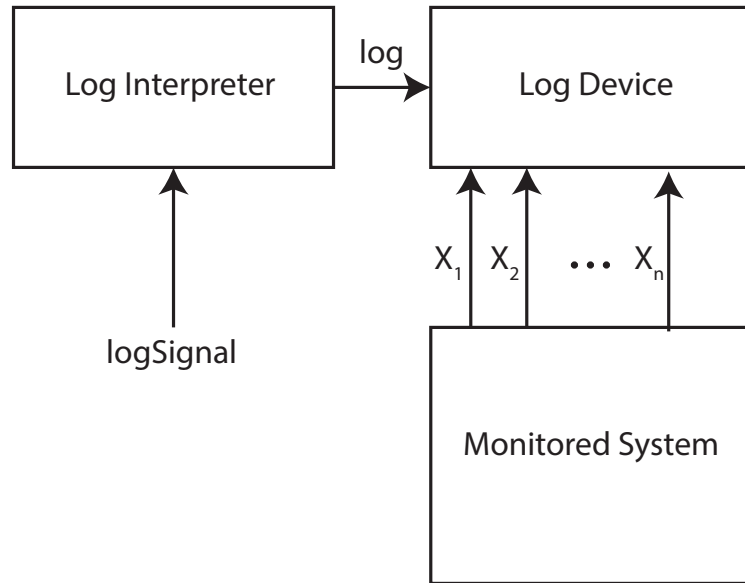 log
Log Interpreter
Log Device
X₁ X₂ ... Xₙ
logSignal
Monitored System